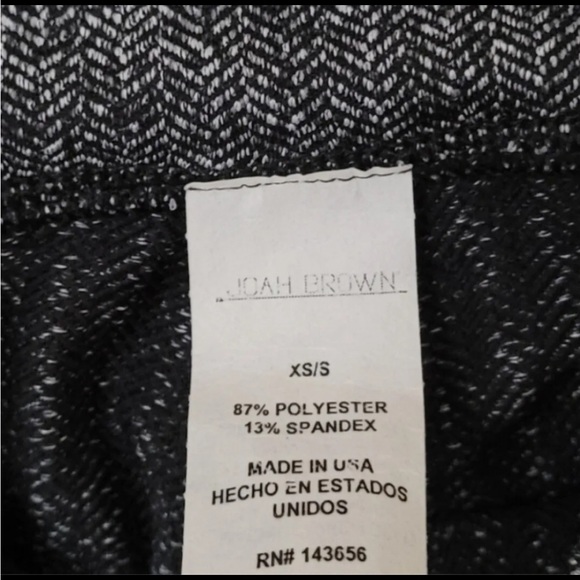 JOAH BROWN
XS/S
87% POLYESTER
13% SPANDEX
MADE IN USA
HECHO EN ESTADOS
UNIDOS
RN# 143656